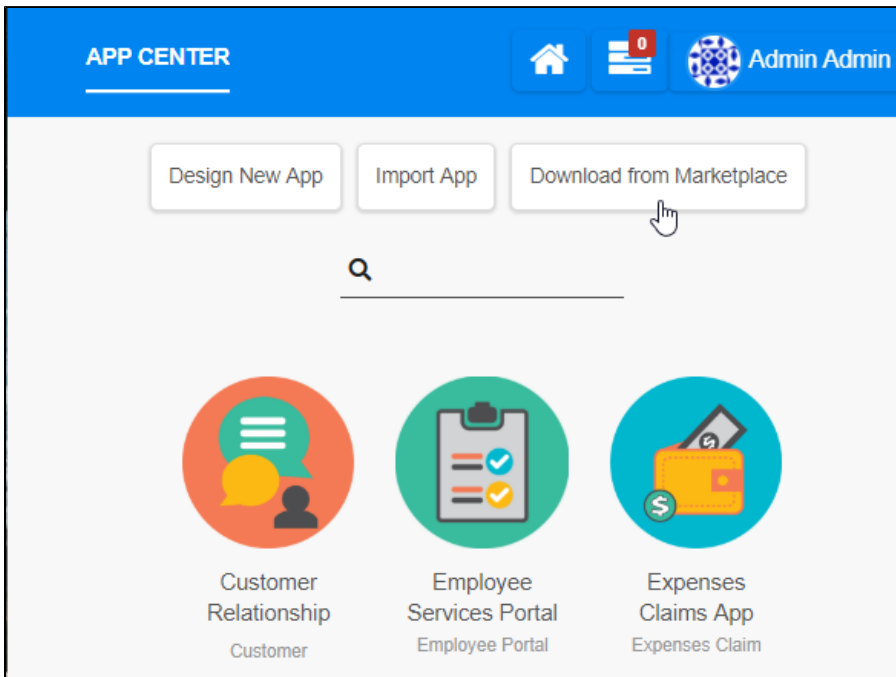 APP CENTER
0
Admin Admin
Design New App
Import App
Download from Marketplace
Customer
Relationship
Customer
Employee
Services Portal
Employee Portal
Expenses
Claims App
Expenses Claim